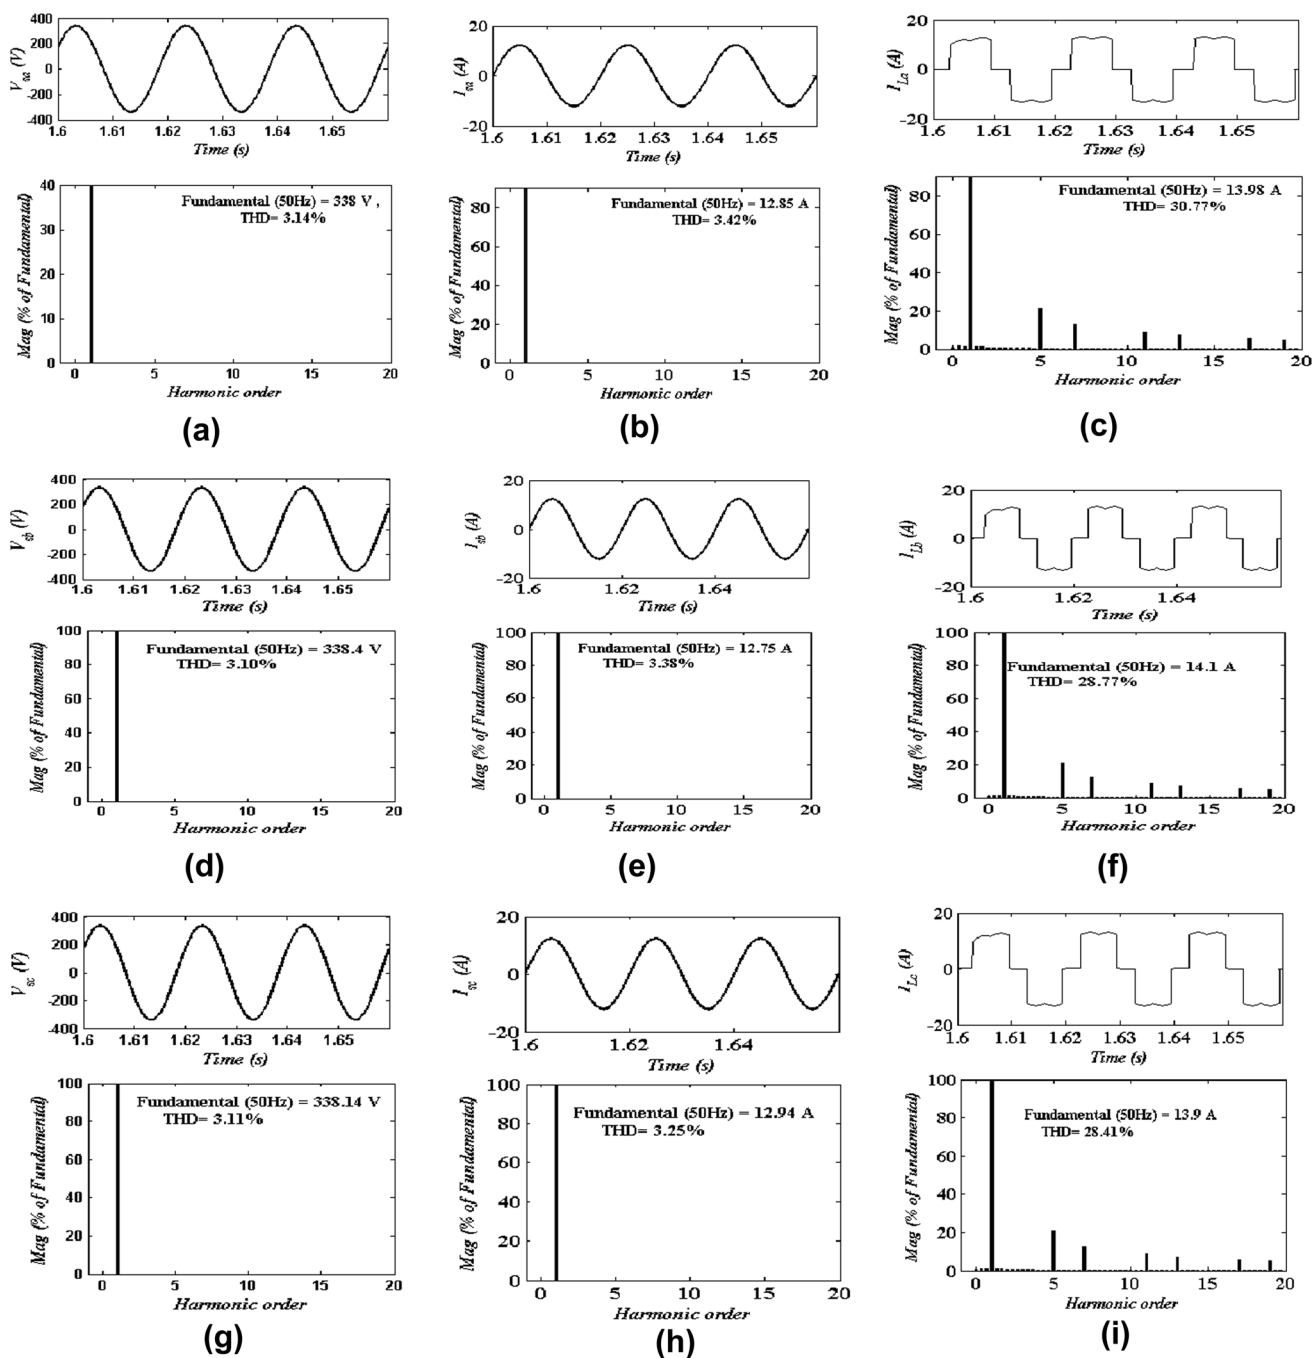 400
200
0
-200
-400
V_sa (V)
1.6 1.61 1.62 1.63 1.64 1.65
Time (s)
40
30
20
10
0
Mag (% of Fundamental)
Fundamental (50Hz) = 338 V ,
THD= 3.14%
0 5 10 15 20
Harmonic order
(a)
20
0
-20
I_sa (A)
1.6 1.61 1.62 1.63 1.64 1.65
Time (s)
80
60
40
20
0
Mag (% of Fundamental)
Fundamental (50Hz) = 12.85 A
THD= 3.42%
0 5 10 15 20
Harmonic order
(b)
20
0
-20
I_La (A)
1.6 1.61 1.62 1.63 1.64 1.65
Time (s)
80
60
40
20
0
Mag (% of Fundamental)
Fundamental (50Hz) = 13.98 A
THD= 30.77%
0 5 10 15 20
Harmonic order
(c)
400
200
0
-200
-400
V_sb (V)
1.6 1.61 1.62 1.63 1.64 1.65
Time (s)
100
80
60
40
20
0
Mag (% of Fundamental)
Fundamental (50Hz) = 338.4 V
THD= 3.10%
0 5 10 15 20
Harmonic order
(d)
20
0
-20
I_sb (A)
1.6 1.62 1.64
Time (s)
100
80
60
40
20
0
Mag (% of Fundamental)
Fundamental (50Hz) = 12.75 A
THD= 3.38%
0 5 10 15 20
Harmonic order
(e)
20
0
-20
I_Lb (A)
1.6 1.62 1.64
Time (s)
100
80
60
40
20
0
Mag (% of Fundamental)
Fundamental (50Hz) = 14.1 A
THD= 28.77%
0 5 10 15 20
Harmonic order
(f)
400
200
0
-200
-400
V_sc (V)
1.6 1.61 1.62 1.63 1.64 1.65
Time (s)
100
80
60
40
20
0
Mag (% of Fundamental)
Fundamental (50Hz) = 338.14 V
THD= 3.11%
0 5 10 15 20
Harmonic order
(g)
20
0
-20
I_sc (A)
1.6 1.62 1.64
Time (s)
100
80
60
40
20
0
Mag (% of Fundamental)
Fundamental (50Hz) = 12.94 A
THD= 3.25%
0 5 10 15 20
Harmonic order
(h)
20
0
-20
I_Lc (A)
1.6 1.61 1.62 1.63 1.64 1.65
Time (s)
100
80
60
40
20
0
Mag (% of Fundamental)
Fundamental (50Hz) = 13.9 A
THD= 28.41%
0 5 10 15 20
Harmonic order
(i)